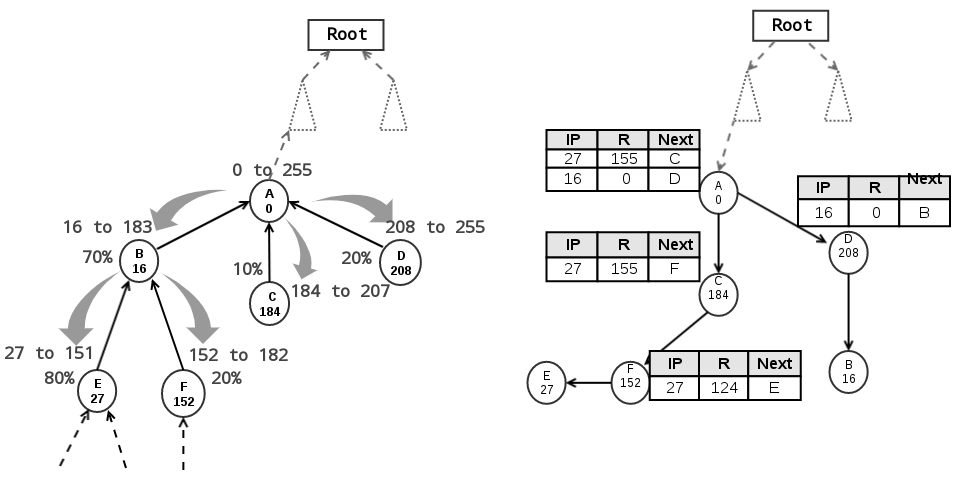 Root
0 to 255
A
0
16 to 183
208 to 255
70%
B
16
10%
20%
D
208
C
184
184 to 207
27 to 151
152 to 182
80%
20%
E
27
F
152
Root
IP R Next
27 155 C
16 0 D
A
0
IP R Next
16 0 B
IP R Next
27 155 F
D
208
C
184
IP R Next
27 124 E
E
27
F
152
B
16